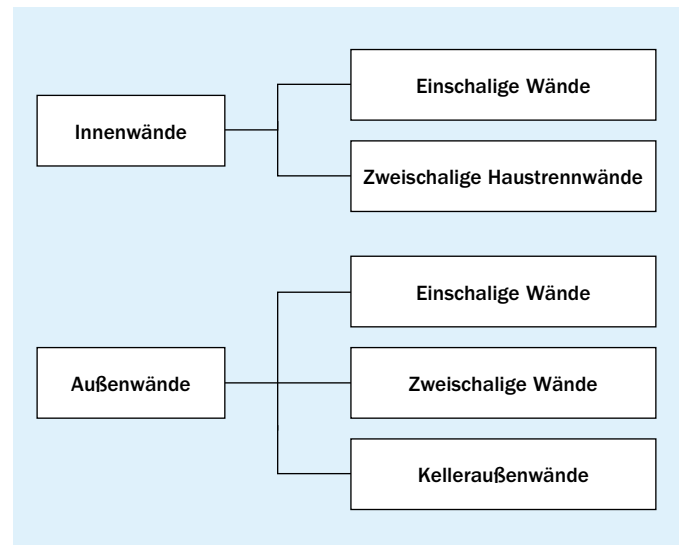 Innenwände
Einschalige Wände
Zweischalige Haustrennwände
Außenwände
Einschalige Wände
Zweischalige Wände
Kelleraußenwände